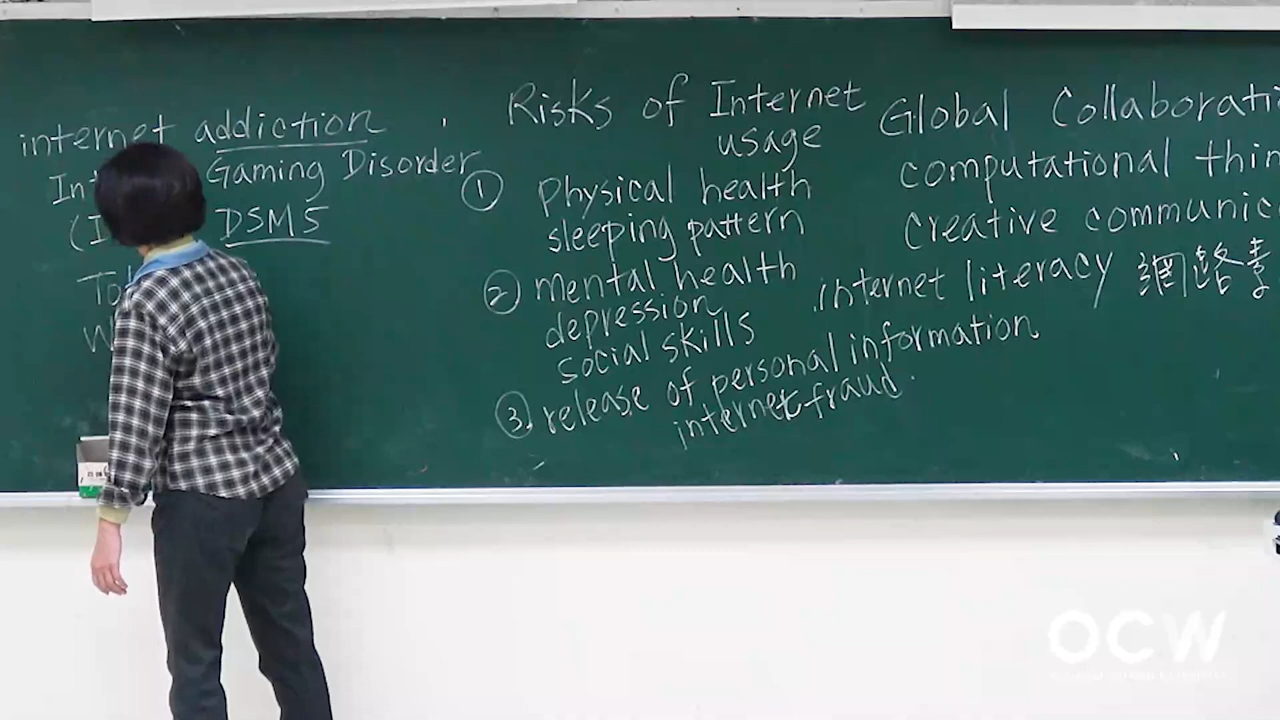 internet addiction
Gaming Disorder
DSM5
Risks of Internet
usage
① Physical health
sleeping pattern
② mental health
depression
social skills
③. release of personal information
internet fraud.
Global Collaborati
computational thin
creative communic
internet literacy 網路素
OCW